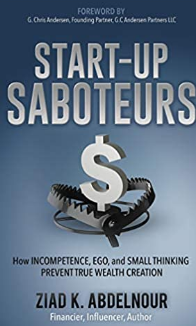 FOREWORD BY
G. Chris Andersen, Founding Partner, G.C Andersen Partners LLC
START-UP
SABOTEURS
$
How INCOMPETENCE, EGO, and SMALL THINKING
PREVENT TRUE WEALTH CREATION
ZIAD K. ABDELNOUR
Financier, Influencer, Author